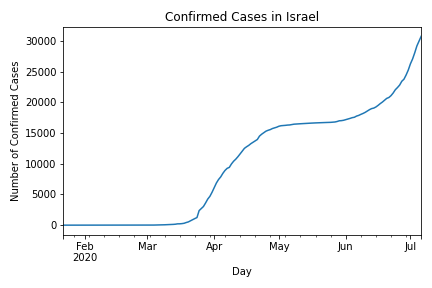 Confirmed Cases in Israel
Number of Confirmed Cases
30000
25000
20000
15000
10000
5000
0
Feb Mar Apr May Jun Jul
2020
Day